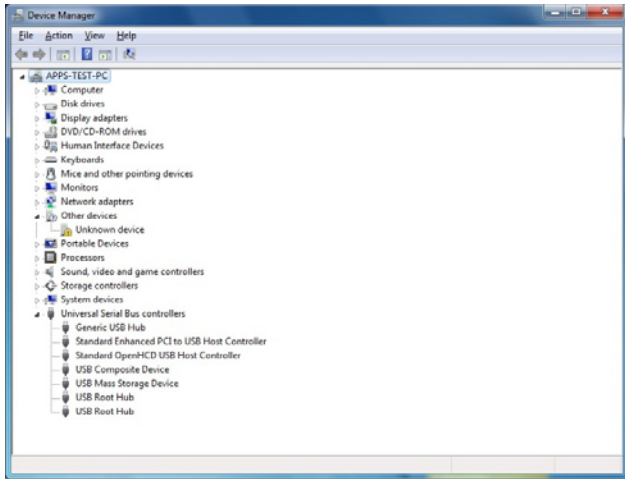 Device Manager
File Action View Help
APPS-TEST-PC
Computer
Disk drives
Display adapters
DVD/CD-ROM drives
Human Interface Devices
Keyboards
Mice and other pointing devices
Monitors
Network adapters
Other devices
Unknown device
Portable Devices
Processors
Sound, video and game controllers
Storage controllers
System devices
Universal Serial Bus controllers
Generic USB Hub
Standard Enhanced PCI to USB Host Controller
Standard OpenHCD USB Host Controller
USB Composite Device
USB Mass Storage Device
USB Root Hub
USB Root Hub